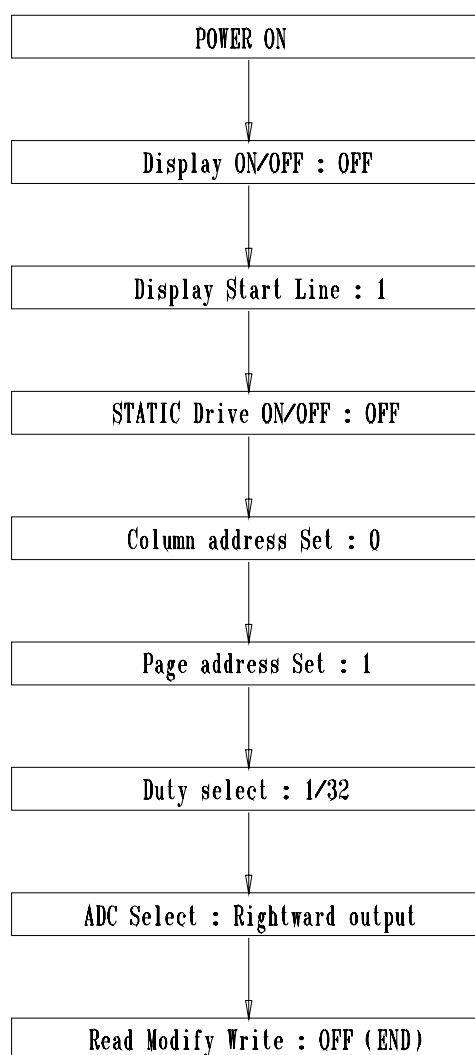 POWER ON
Display ON/OFF : OFF
Display Start Line : 1
STATIC Drive ON/OFF : OFF
Column address Set : 0
Page address Set : 1
Duty select : 1/32
ADC Select : Rightward output
Read Modify Write : OFF (END)